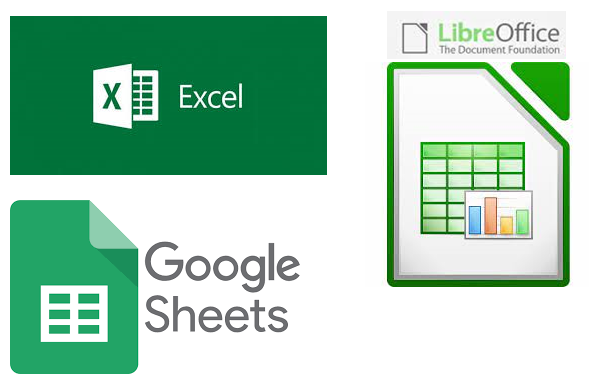 X
Excel
LibreOffice
The Document Foundation
Google
Sheets